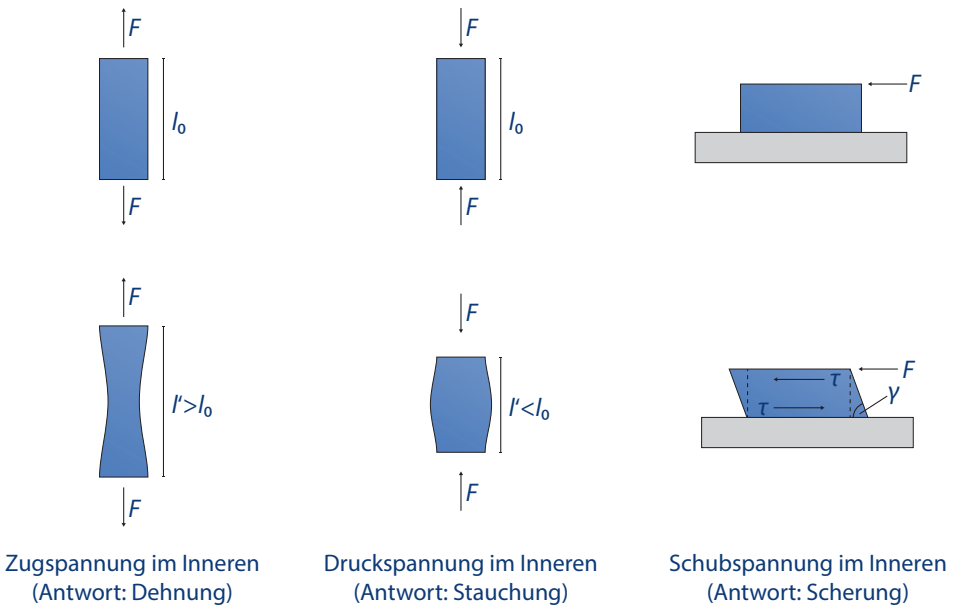 F
l₀
F
F
l₀
F
F
F
l‘>l₀
F
F
l‘<l₀
F
F
τ
τ
γ
Zugspannung im Inneren
(Antwort: Dehnung)
Druckspannung im Inneren
(Antwort: Stauchung)
Schubspannung im Inneren
(Antwort: Scherung)